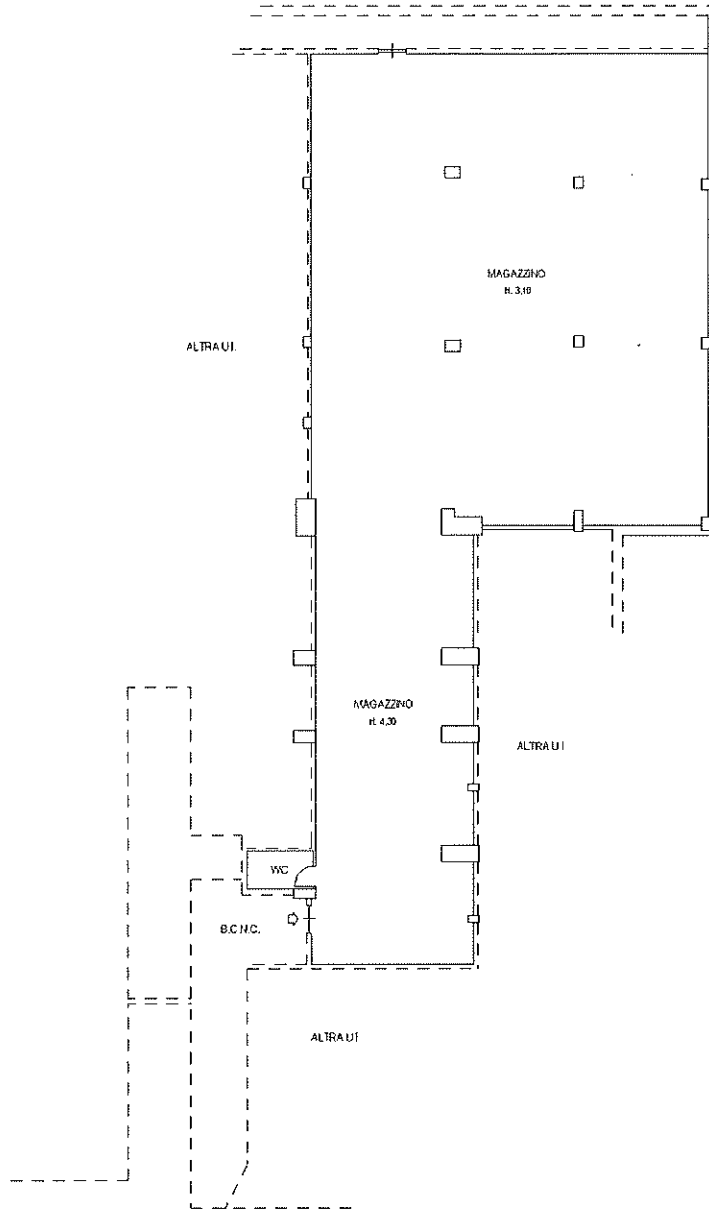 MAGAZZINO
H. 3,10
ALTRA U.I.
MAGAZZINO
H. 4,30
ALTRA U.I
WC
B.C.N.C.
ALTRA U.I